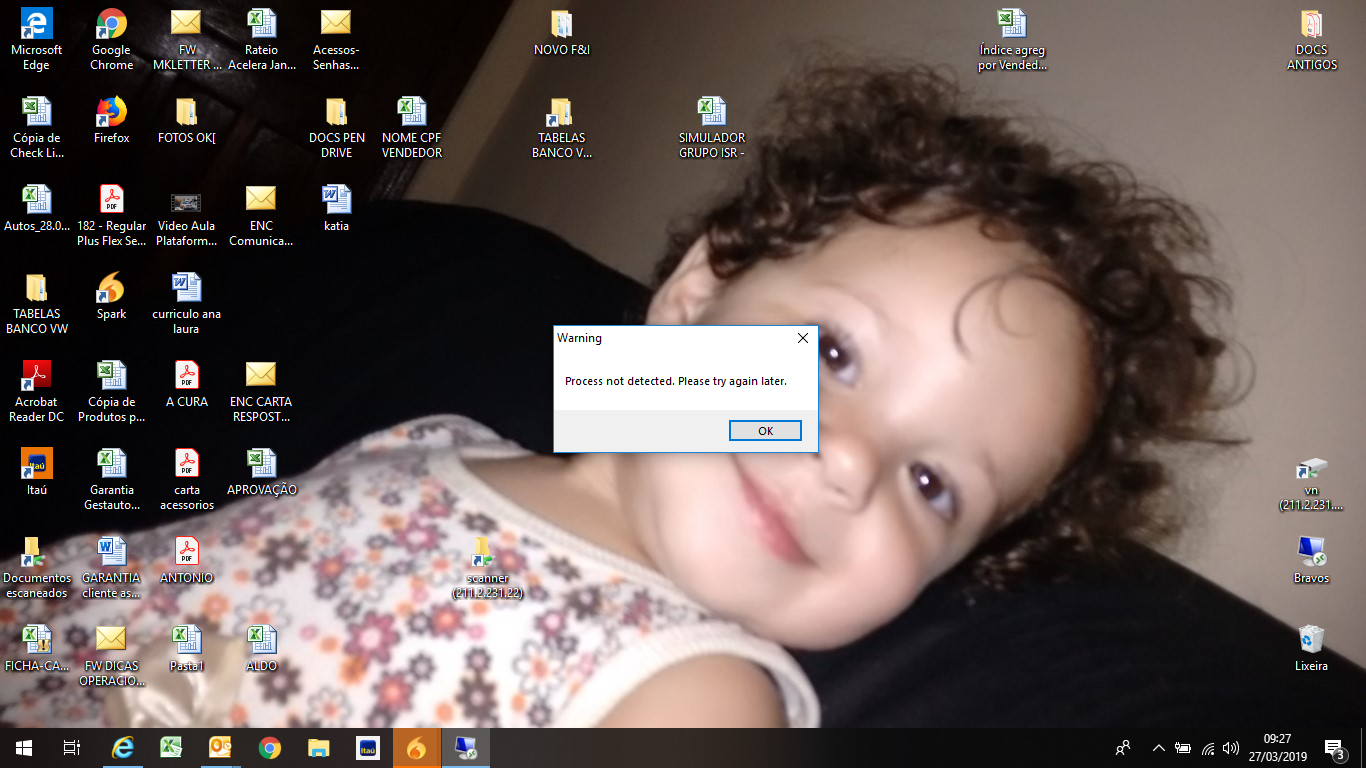 Microsoft
Edge
Google
Chrome
FW
MKLETTER ...
Rateio
Acelera Jan...
Acessos-
Senhas...
NOVO F&I
Índice agreg
por Vended...
DOCS
ANTIGOS
Cópia de
Check Li...
Firefox
FOTOS OK[
DOCS PEN
DRIVE
NOME CPF
VENDEDOR
TABELAS
BANCO V...
SIMULADOR
GRUPO ISR -
Autos_28.0...
182 - Regular
Plus Flex Se...
Video Aula
Plataform...
ENC
Comunica...
katia
TABELAS
BANCO VW
Spark
curriculo ana
laura
Warning
Process not detected. Please try again later.
OK
Acrobat
Reader DC
Cópia de
Produtos p...
A CURA
ENC CARTA
RESPOST...
Itaú
Garantia
Gestauto...
carta
acessorios
APROVAÇÃO
vn
(211.2.231....
Documentos
escaneados
GARANTIA
cliente as...
ANTONIO
scanner
(211.2.231.22)
Bravos
FICHA-CA...
FW DICAS
OPERACIO...
Pasta1
ALDO
Lixeira
Itaú
09:27
27/03/2019
3